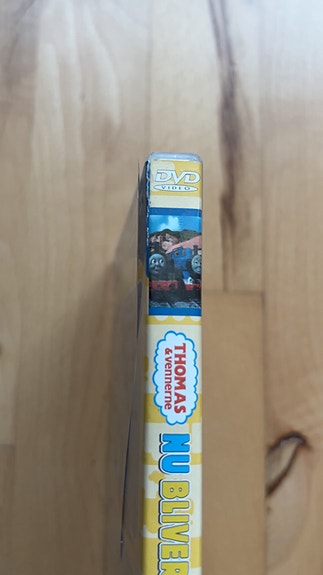 DVD
VIDEO
THOMAS
& vennerne
NU BLIVER